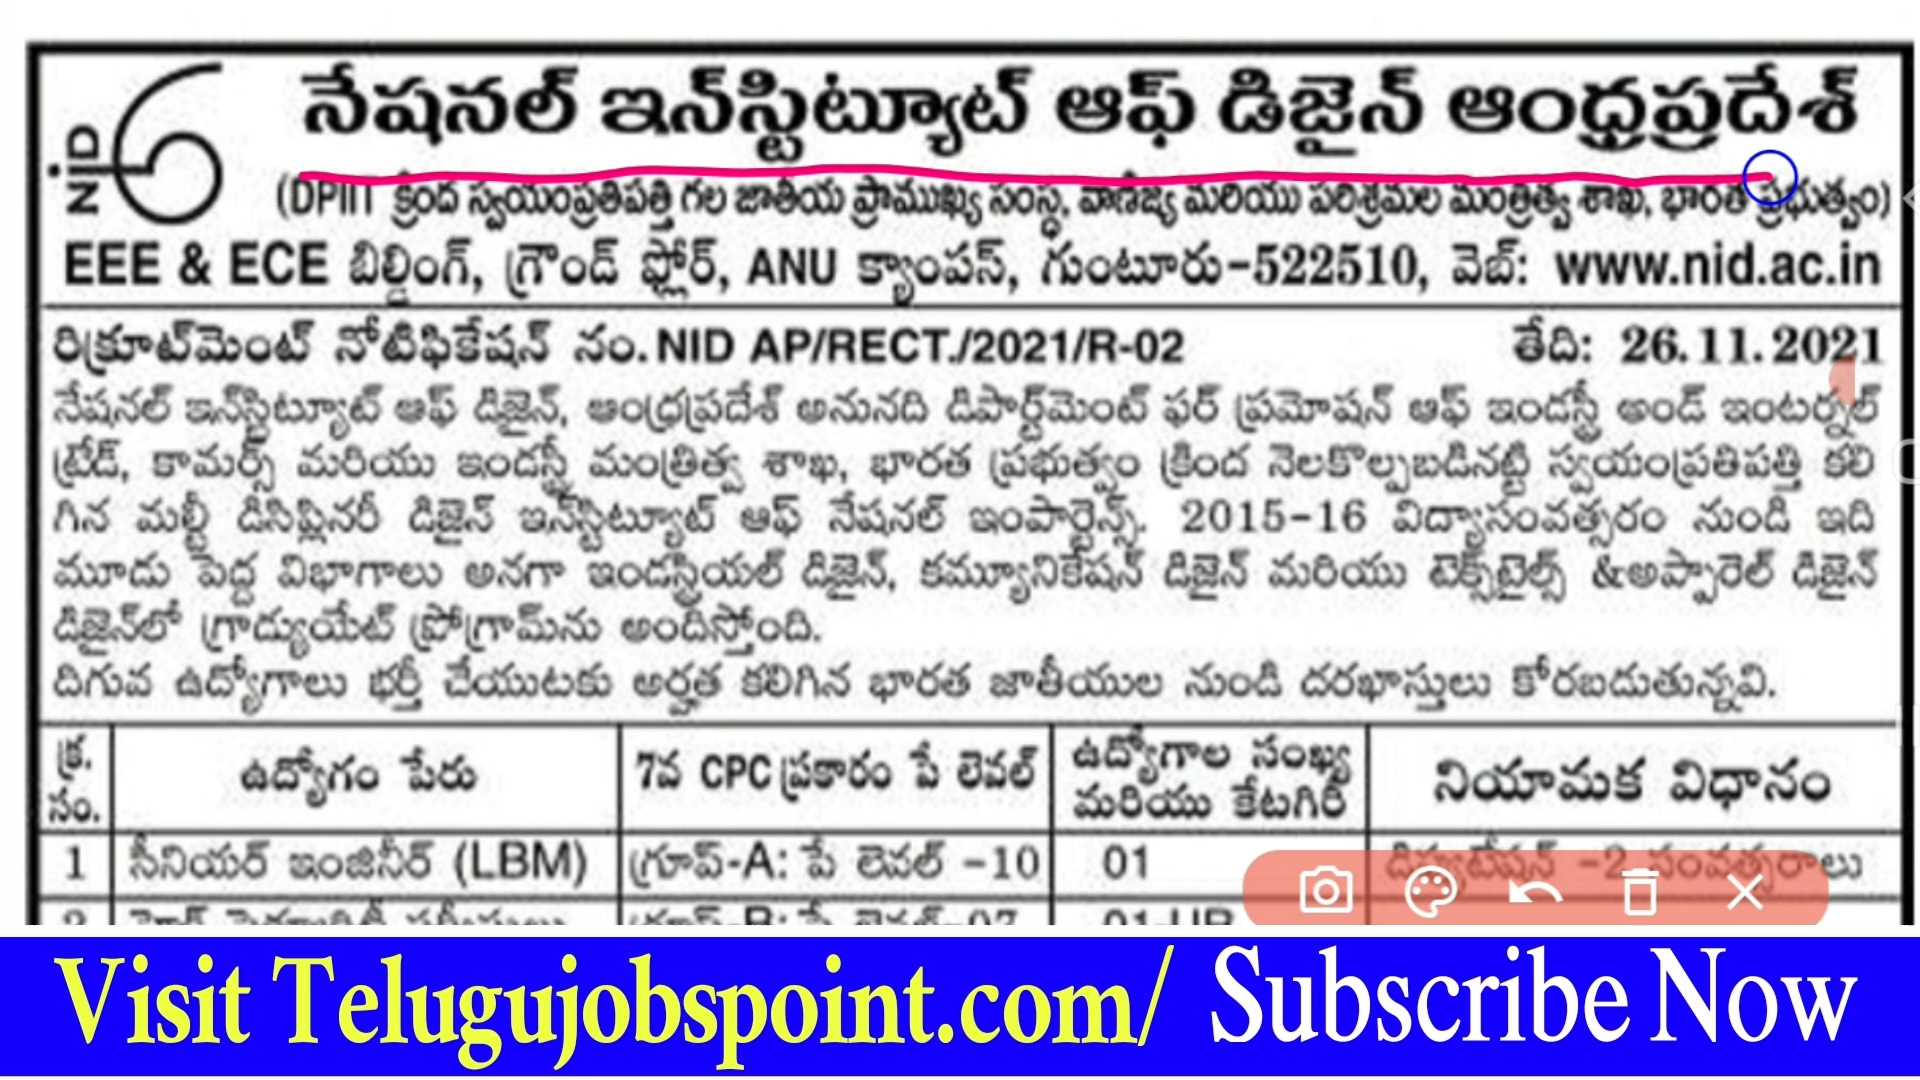 NID
నేషనల్ ఇన్‌స్టిట్యూట్ ఆఫ్ డిజైన్ ఆంధ్రప్రదేశ్
(DPIIT క్రింద స్వయంప్రతిపత్తి గల జాతీయ ప్రాముఖ్య సంస్థ, వాణిజ్య మరియు పరిశ్రమల మంత్రిత్వ శాఖ, భారత ప్రభుత్వం)
EEE & ECE బిల్డింగ్, గ్రౌండ్ ఫ్లోర్, ANU క్యాంపస్, గుంటూరు-522510, వెబ్: www.nid.ac.in
రిక్రూట్‌మెంట్ నోటిఫికేషన్ నం. NID AP/RECT./2021/R-02 తేది: 26.11.2021
నేషనల్ ఇన్‌స్టిట్యూట్ ఆఫ్ డిజైన్, ఆంధ్రప్రదేశ్ అనునది డిపార్ట్‌మెంట్ ఫర్ ప్రమోషన్ ఆఫ్ ఇండస్ట్రీ అండ్ ఇంటర్నల్
ట్రేడ్, కామర్స్ మరియు ఇండస్ట్రీ మంత్రిత్వ శాఖ, భారత ప్రభుత్వం క్రింద నెలకొల్పబడినట్టి స్వయంప్రతిపత్తి కలి
గిన మల్టీ డిసిప్లినరీ డిజైన్ ఇన్‌స్టిట్యూట్ ఆఫ్ నేషనల్ ఇంపార్టెన్స్. 2015-16 విద్యాసంవత్సరం నుండి ఇది
మూడు పెద్ద విభాగాలు అనగా ఇండస్ట్రియల్ డిజైన్, కమ్యూనికేషన్ డిజైన్ మరియు టెక్స్‌టైల్స్ &అప్పారెల్ డిజైన్
డిజైన్‌లో గ్రాడ్యుయేట్ ప్రోగ్రామ్‌ను అందిస్తోంది.
దిగువ ఉద్యోగాలు భర్తీ చేయుటకు అర్హత కలిగిన భారత జాతీయుల నుండి దరఖాస్తులు కోరబడుతున్నవి.
క్ర. నం. ఉద్యోగం పేరు 7వ CPC ప్రకారం పే లెవల్ ఉద్యోగాల సంఖ్య మరియు కేటగిరీ నియామక విధానం
1 సీనియర్ ఇంజినీర్ (LBM) గ్రూప్-A: పే లెవల్ -10 01 డిప్యుటేషన్ -2 సంవత్సరాలు
Visit Telugujobspoint.com/ Subscribe Now